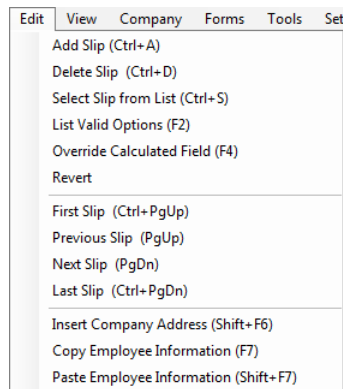 Edit View Company Forms Tools
Add Slip (Ctrl+A)
Delete Slip (Ctrl+D)
Select Slip from List (Ctrl+S)
List Valid Options (F2)
Override Calculated Field (F4)
Revert
First Slip (Ctrl+PgUp)
Previous Slip (PgUp)
Next Slip (PgDn)
Last Slip (Ctrl+PgDn)
Insert Company Address (Shift+F6)
Copy Employee Information (F7)
Paste Employee Information (Shift+F7)